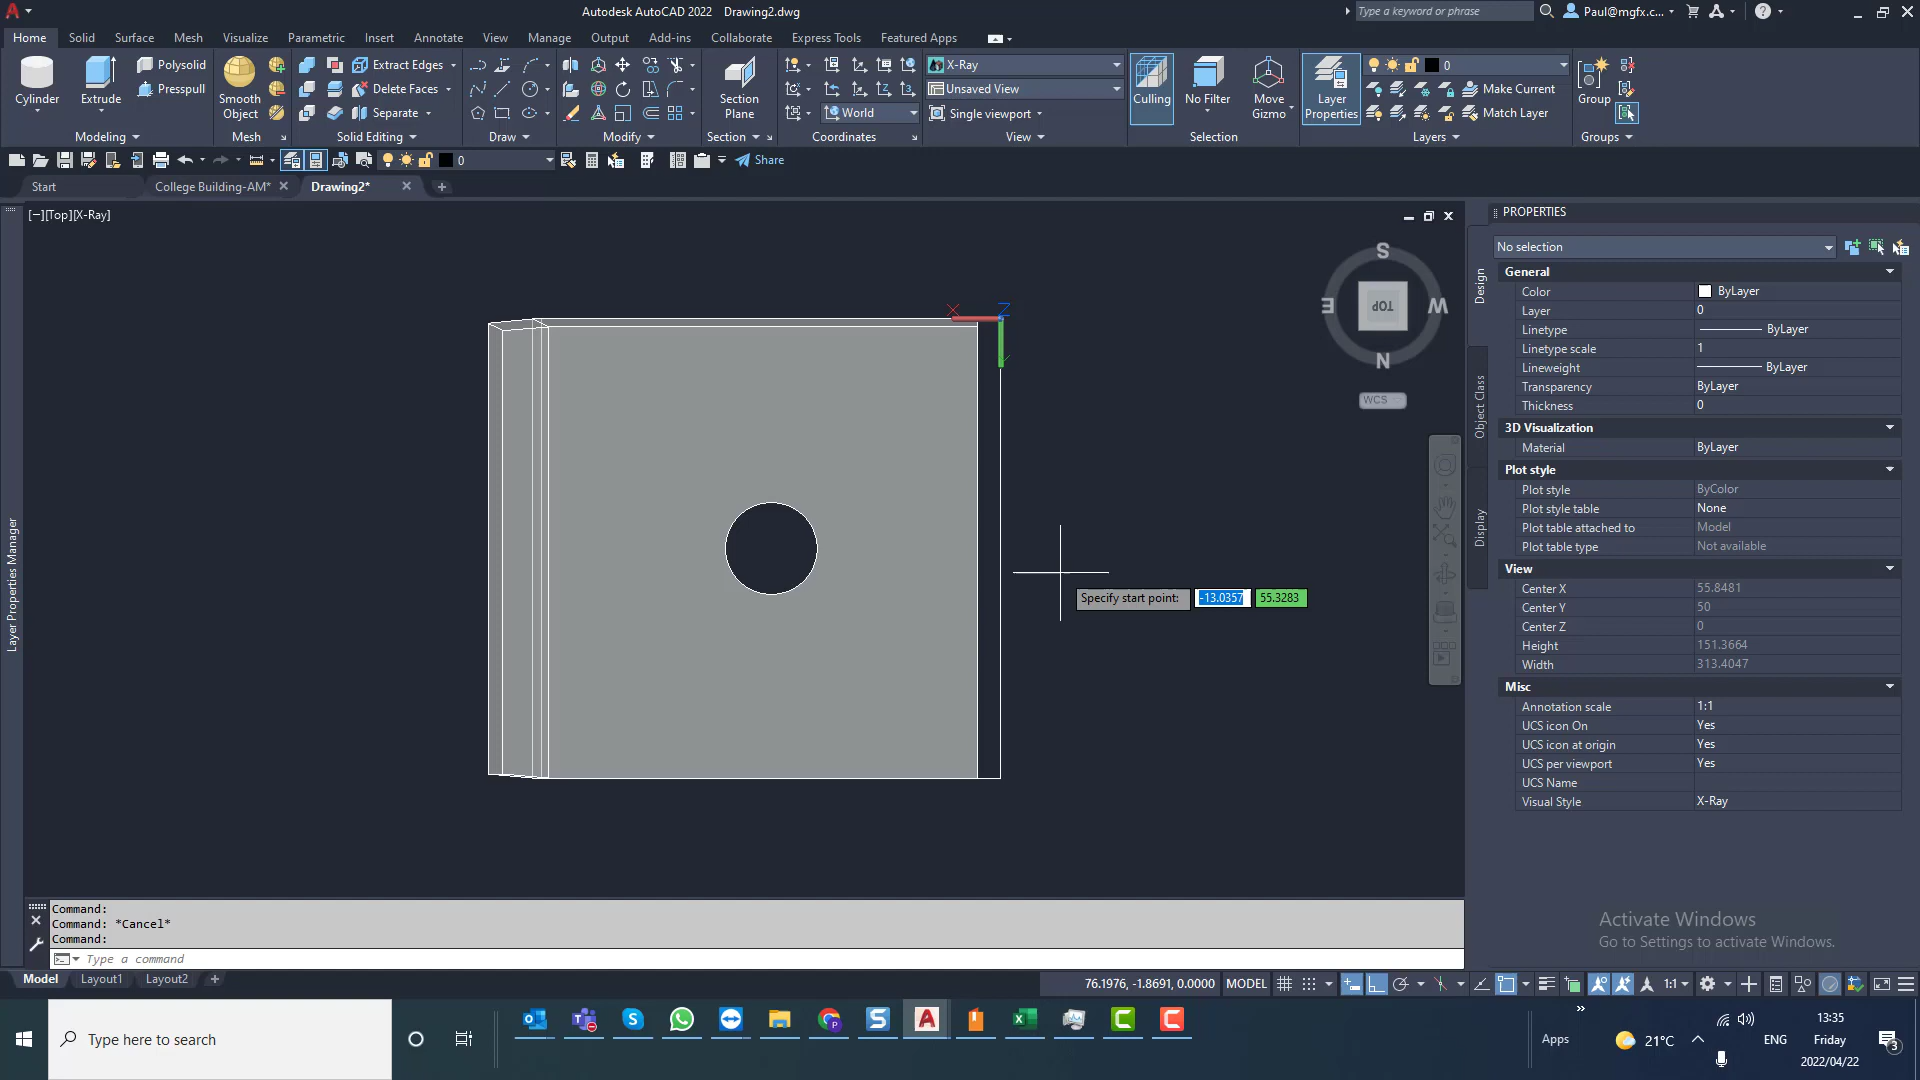 Autodesk AutoCAD 2022 Drawing2.dwg
Type a keyword or phrase
Paul@mgfx.c...
Home Solid Surface Mesh Visualize Parametric Insert Annotate View Manage Output Add-ins Collaborate Express Tools Featured Apps
Cylinder
Extrude
Polysolid
Presspull
Modeling
Smooth
Object
Mesh
Extract Edges
Delete Faces
Separate
Solid Editing
Draw
Modify
Section
Plane
Section
World
Coordinates
X-Ray
Unsaved View
Single viewport
View
Culling
No Filter
Move
Gizmo
Selection
Layer
Properties
0
Make Current
Match Layer
Layers
Group
Groups
0
Share
Start
College Building-AM*
Drawing2*
[−][Top][X-Ray]
Layer Properties Manager
X
Z
S
E
TOP
W
N
WCS
Specify start point: -13.0357 55.3283
PROPERTIES
No selection
Design
Object Class
Display
General
Color ByLayer
Layer 0
Linetype ByLayer
Linetype scale 1
Lineweight ByLayer
Transparency ByLayer
Thickness 0
3D Visualization
Material ByLayer
Plot style
Plot style ByColor
Plot style table None
Plot table attached to Model
Plot table type Not available
View
Center X 55.8481
Center Y 50
Center Z 0
Height 151.3664
Width 313.4047
Misc
Annotation scale 1:1
UCS icon On Yes
UCS icon at origin Yes
UCS per viewport Yes
UCS Name
Visual Style X-Ray
Activate Windows
Go to Settings to activate Windows.
Command:
Command: *Cancel*
Command:
Type a command
Model Layout1 Layout2
76.1976, -1.8691, 0.0000 MODEL
1:1
Type here to search
Apps
21°C
ENG
13:35
Friday
2022/04/22
3